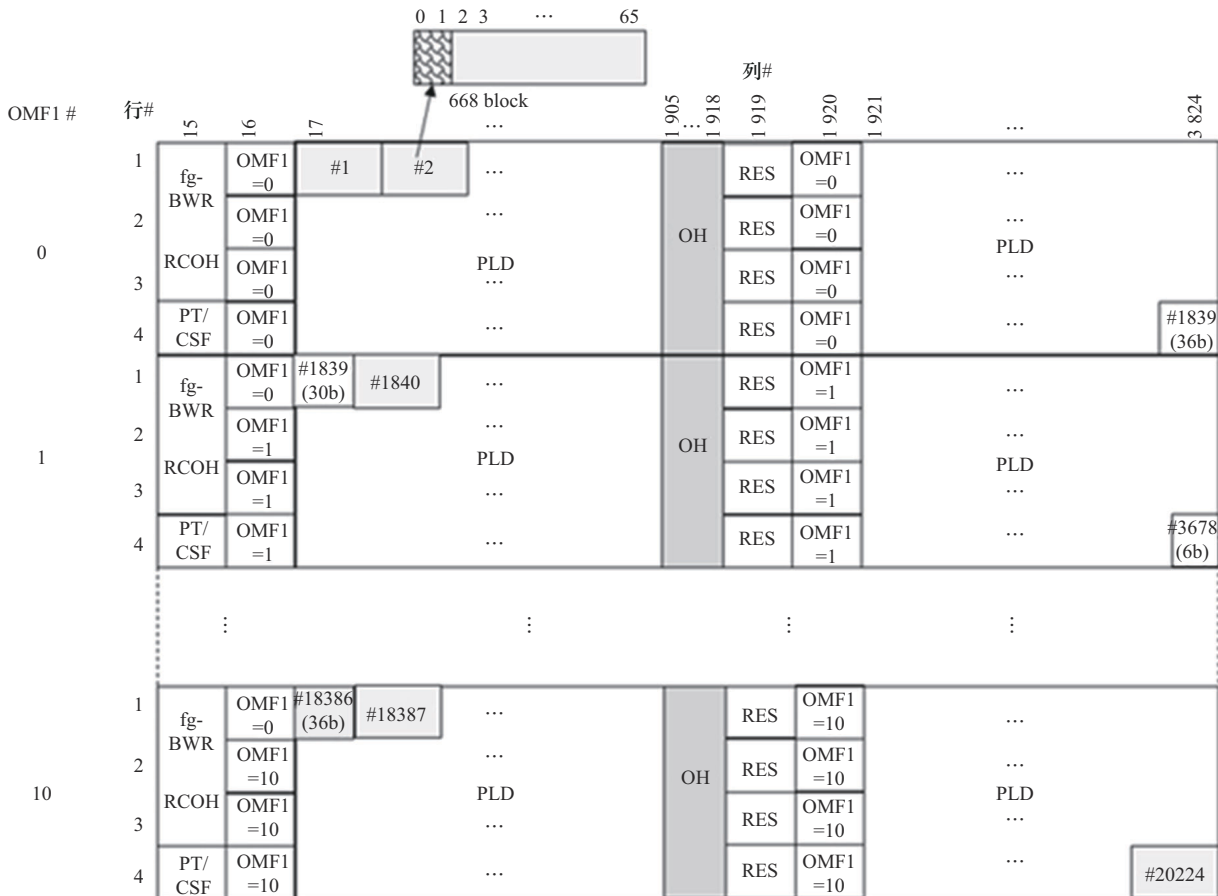 0 1 2 3 … 65
668 block
列#
OMF1 # 行# 15 16 17 … 1 905 … 1 918 1 919 1 920 1 921 … 3 824
0
1 fg-BWR OMF1 =0 #1 #2 … RES OMF1 =0 …
2 OMF1 =0 … OH RES OMF1 =0 …
PLD PLD
3 RCOH OMF1 =0 … RES OMF1 =0 …
4 PT/CSF OMF1 =0 … RES OMF1 =0 … #1839 (36b)
1
1 fg-BWR OMF1 =0 #1839 (30b) #1840 … RES OMF1 =1 …
2 OMF1 =1 … OH RES OMF1 =1 …
PLD PLD
3 RCOH OMF1 =1 … RES OMF1 =1 …
4 PT/CSF OMF1 =1 … RES OMF1 =1 … #3678 (6b)
⋮ ⋮ ⋮ ⋮
10
1 fg-BWR OMF1 =0 #18386 (36b) #18387 … RES OMF1 =10 …
2 OMF1 =10 … OH RES OMF1 =10 …
PLD PLD
3 RCOH OMF1 =10 … RES OMF1 =10 …
4 PT/CSF OMF1 =10 … RES OMF1 =10 … #20224